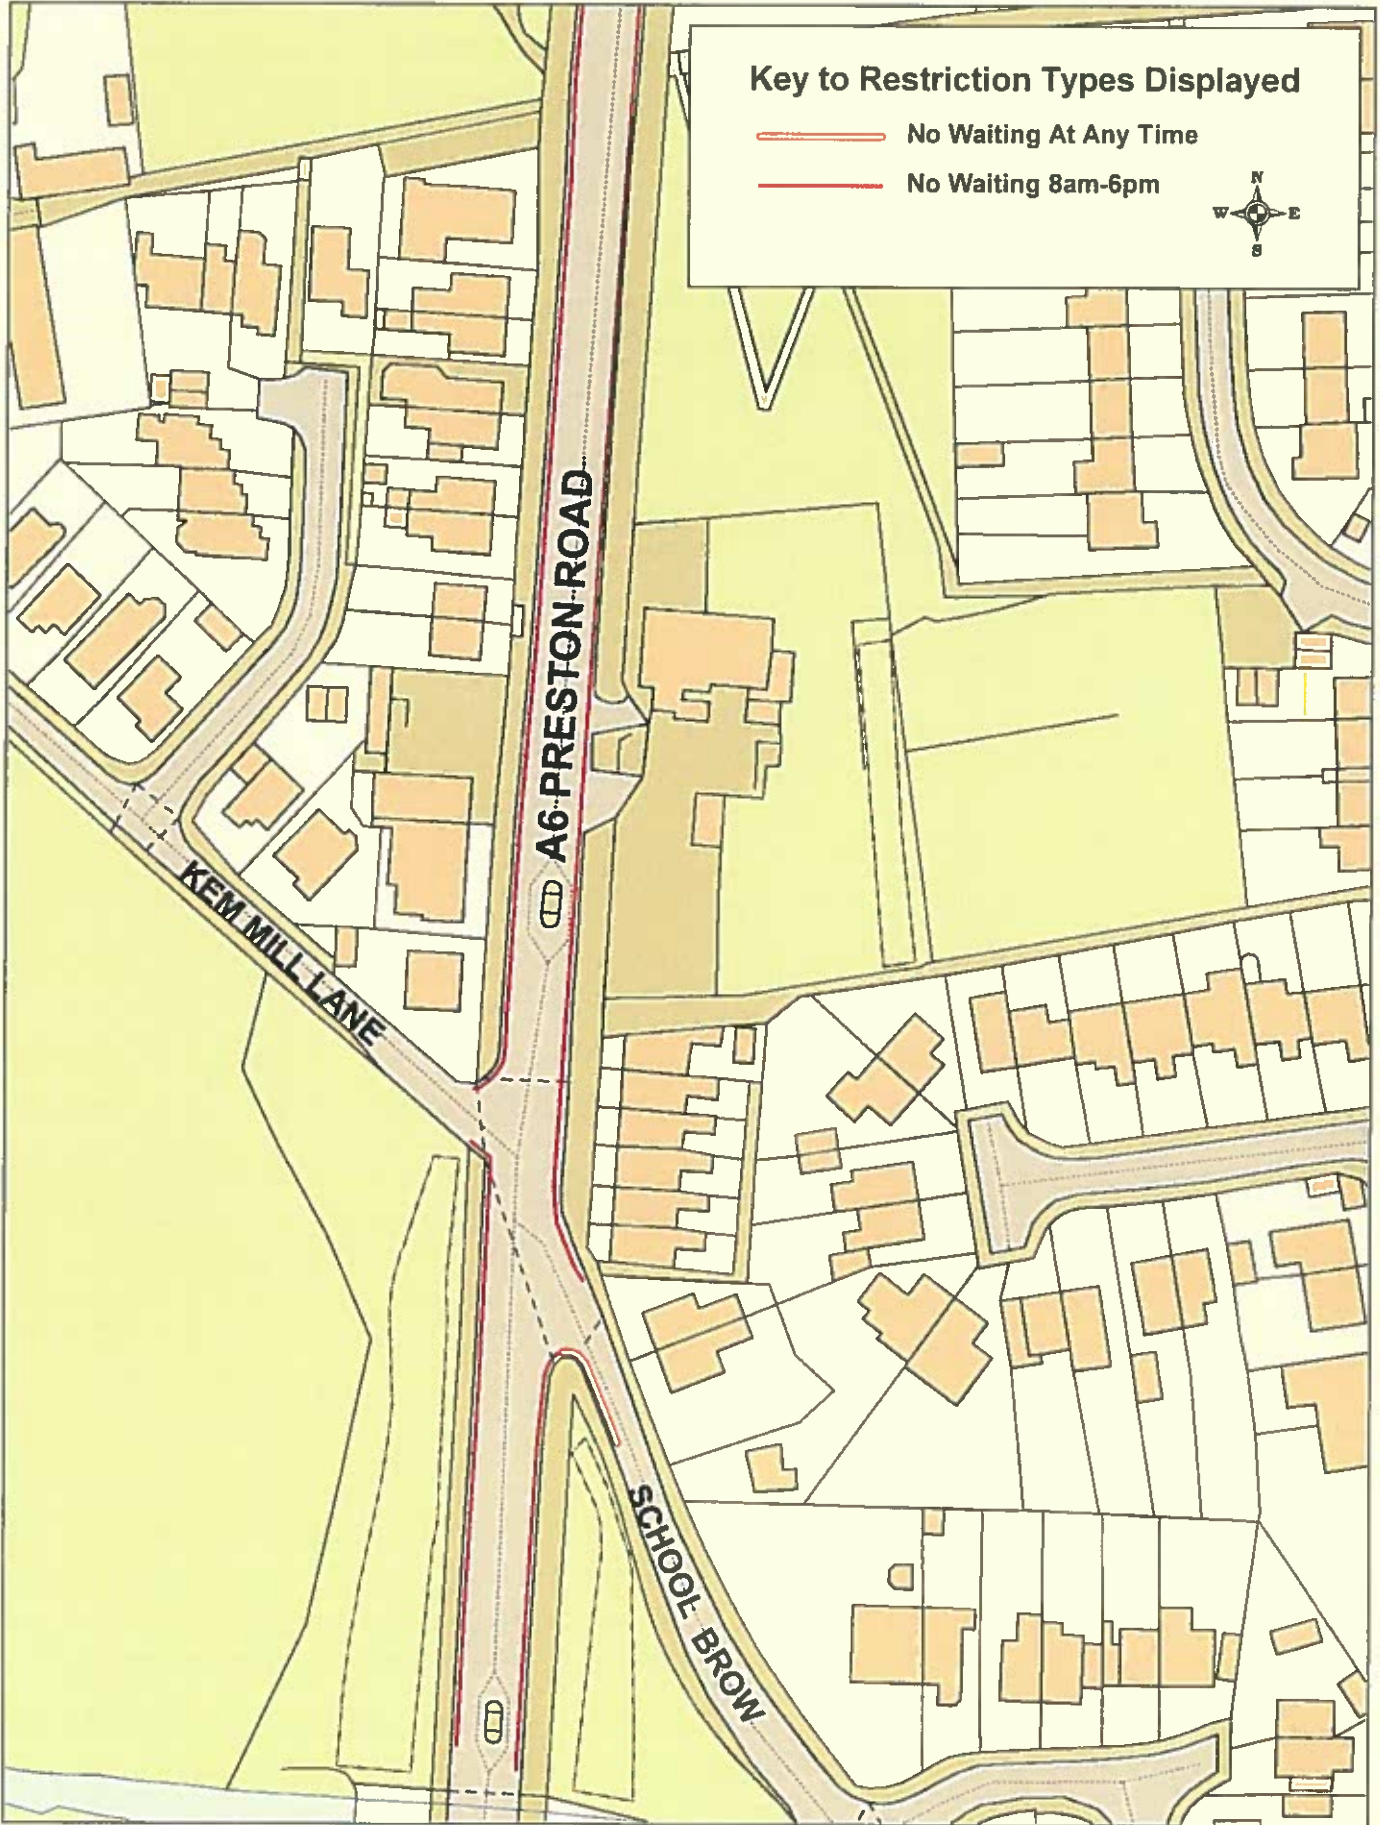 Key to Restriction Types Displayed
No Waiting At Any Time
No Waiting 8am-6pm
N
W E
S
A6 PRESTON ROAD
KEM MILL LANE
SCHOOL BROW